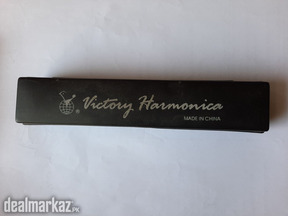 ® Victory Harmonica
MADE IN CHINA
dealmarkaz.pk